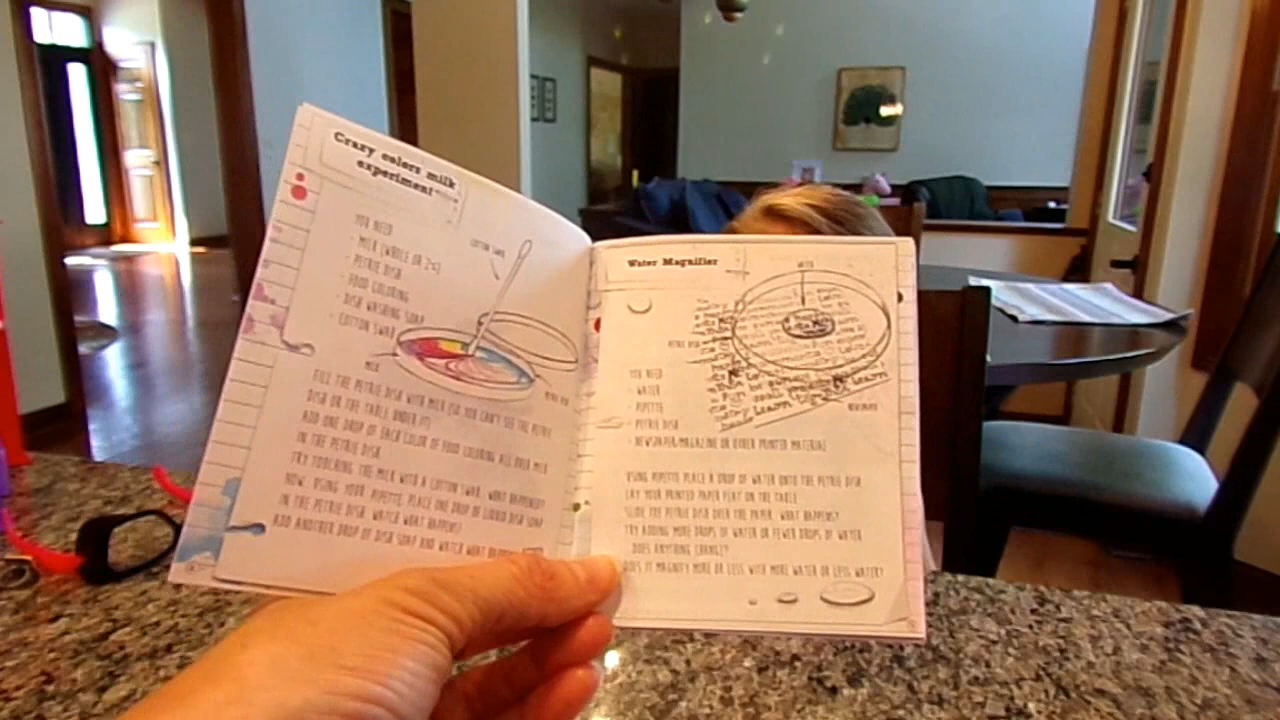 Crazy colors milk
experiment
YOU NEED
- MILK (WHOLE OR 2%)
- PETRIE DISH
- FOOD COLORING
- DISH WASHING SOAP
- COTTON SWAB
COTTON SWAB
MILK
PETRIE DISH
FILL THE PETRIE DISH WITH MILK (SO YOU CAN'T SEE THE PETRIE
DISH OR THE TABLE UNDER IT)
ADD ONE DROP OF EACH COLOR OF FOOD COLORING ALL OVER MILK
IN THE PETRIE DISH
TRY TOUCHING THE MILK WITH A COTTON SWAB. WHAT HAPPENS??
NOW, USING YOUR PIPETTE, PLACE ONE DROP OF LIQUID DISH SOAP
IN THE PETRIE DISH. WATCH WHAT HAPPENS!
ADD ANOTHER DROP OF DISH SOAP AND WATCH WHAT
Water Magnifier
WATER
PETRIE DISH
NEWSPAPER
YOU NEED
- WATER
- PIPETTE
- PETRIE DISH
- NEWSPAPER/MAGAZINE OR OTHER PRINTED MATERIAL
USING PIPETTE PLACE A DROP OF WATER ONTO THE PETRIE DISH
LAY YOUR PRINTED PAPER FLAT ON THE TABLE
SLIDE THE PETRIE DISH OVER THE PAPER. WHAT HAPPENS?
TRY ADDING MORE DROPS OF WATER OR FEWER DROPS OF WATER
DOES ANYTHING CHANGE?
DOES IT MAGNIFY MORE OR LESS WITH MORE WATER OR LESS WATER?